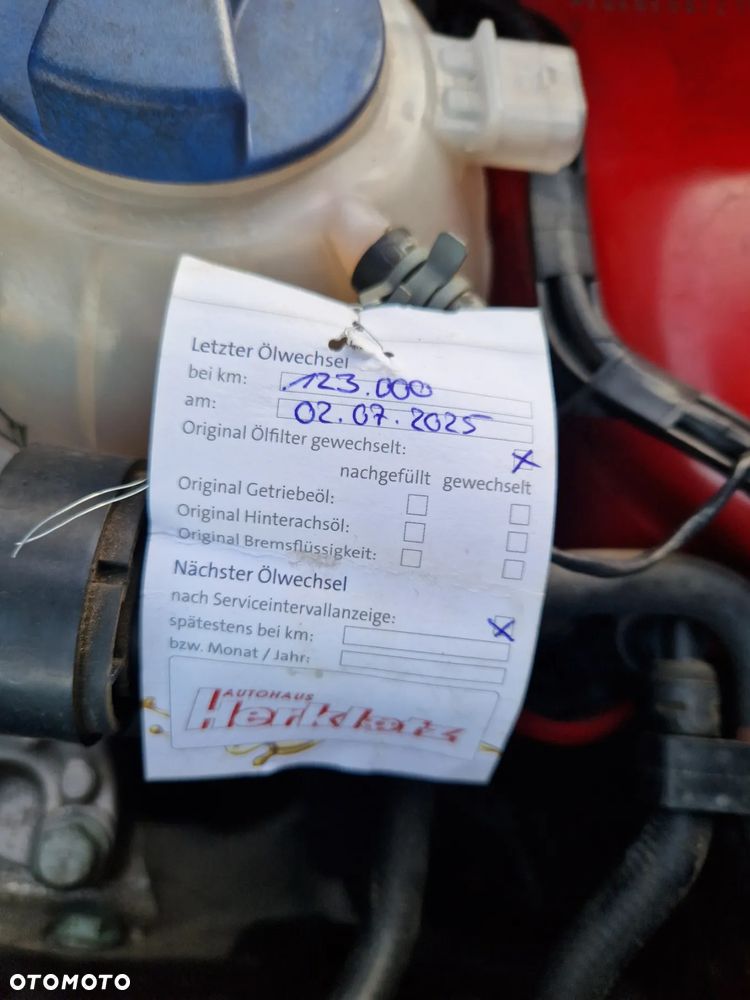 Letzter Ölwechsel
bei km: 123.000
am: 02.07.2025
Original Ölfilter gewechselt:
nachgefüllt gewechselt
Original Getriebeöl:
Original Hinterachsöl:
Original Bremsflüssigkeit:
Nächster Ölwechsel
nach Serviceintervallanzeige:
spätestens bei km:
bzw. Monat / Jahr:
AUTOHAUS
Herklotz
OTOMOTO